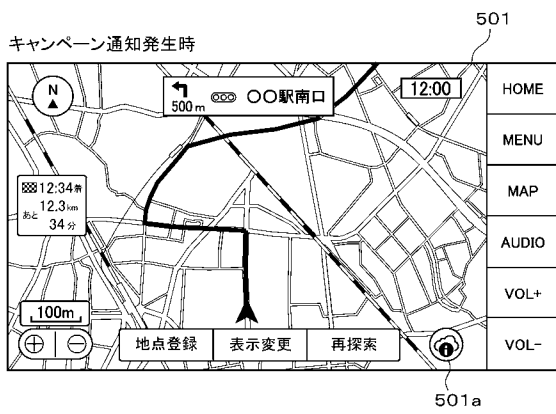 501
キャンペーン通知発生時
N
500m
○○駅南口
12:00
HOME
MENU
MAP
AUDIO
VOL+
VOL-
12:34着
あと 12.3km
34分
100m
地点登録
表示変更
再探索
501a